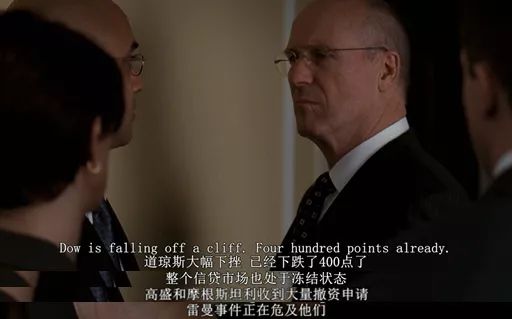 Dow is falling off a cliff. Four hundred points already.
道琼斯大幅下挫 已经下跌了400点了
整个信贷市场也处于冻结状态
高盛和摩根斯坦利收到大量撤资申请
雷曼事件正在危及他们